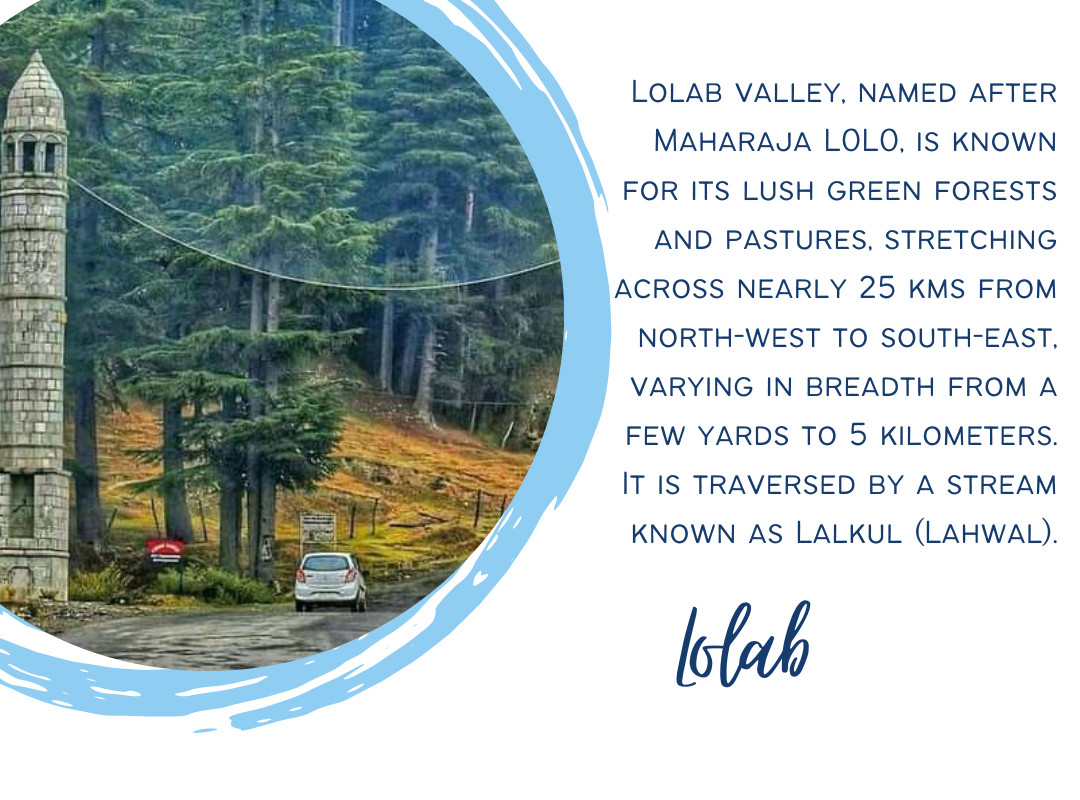 Lolab valley, named after
Maharaja LOLO, is known
for its lush green forests
and pastures, stretching
across nearly 25 kms from
north-west to south-east,
varying in breadth from a
few yards to 5 kilometers.
It is traversed by a stream
known as Lalkul (Lahwal).
Lolab